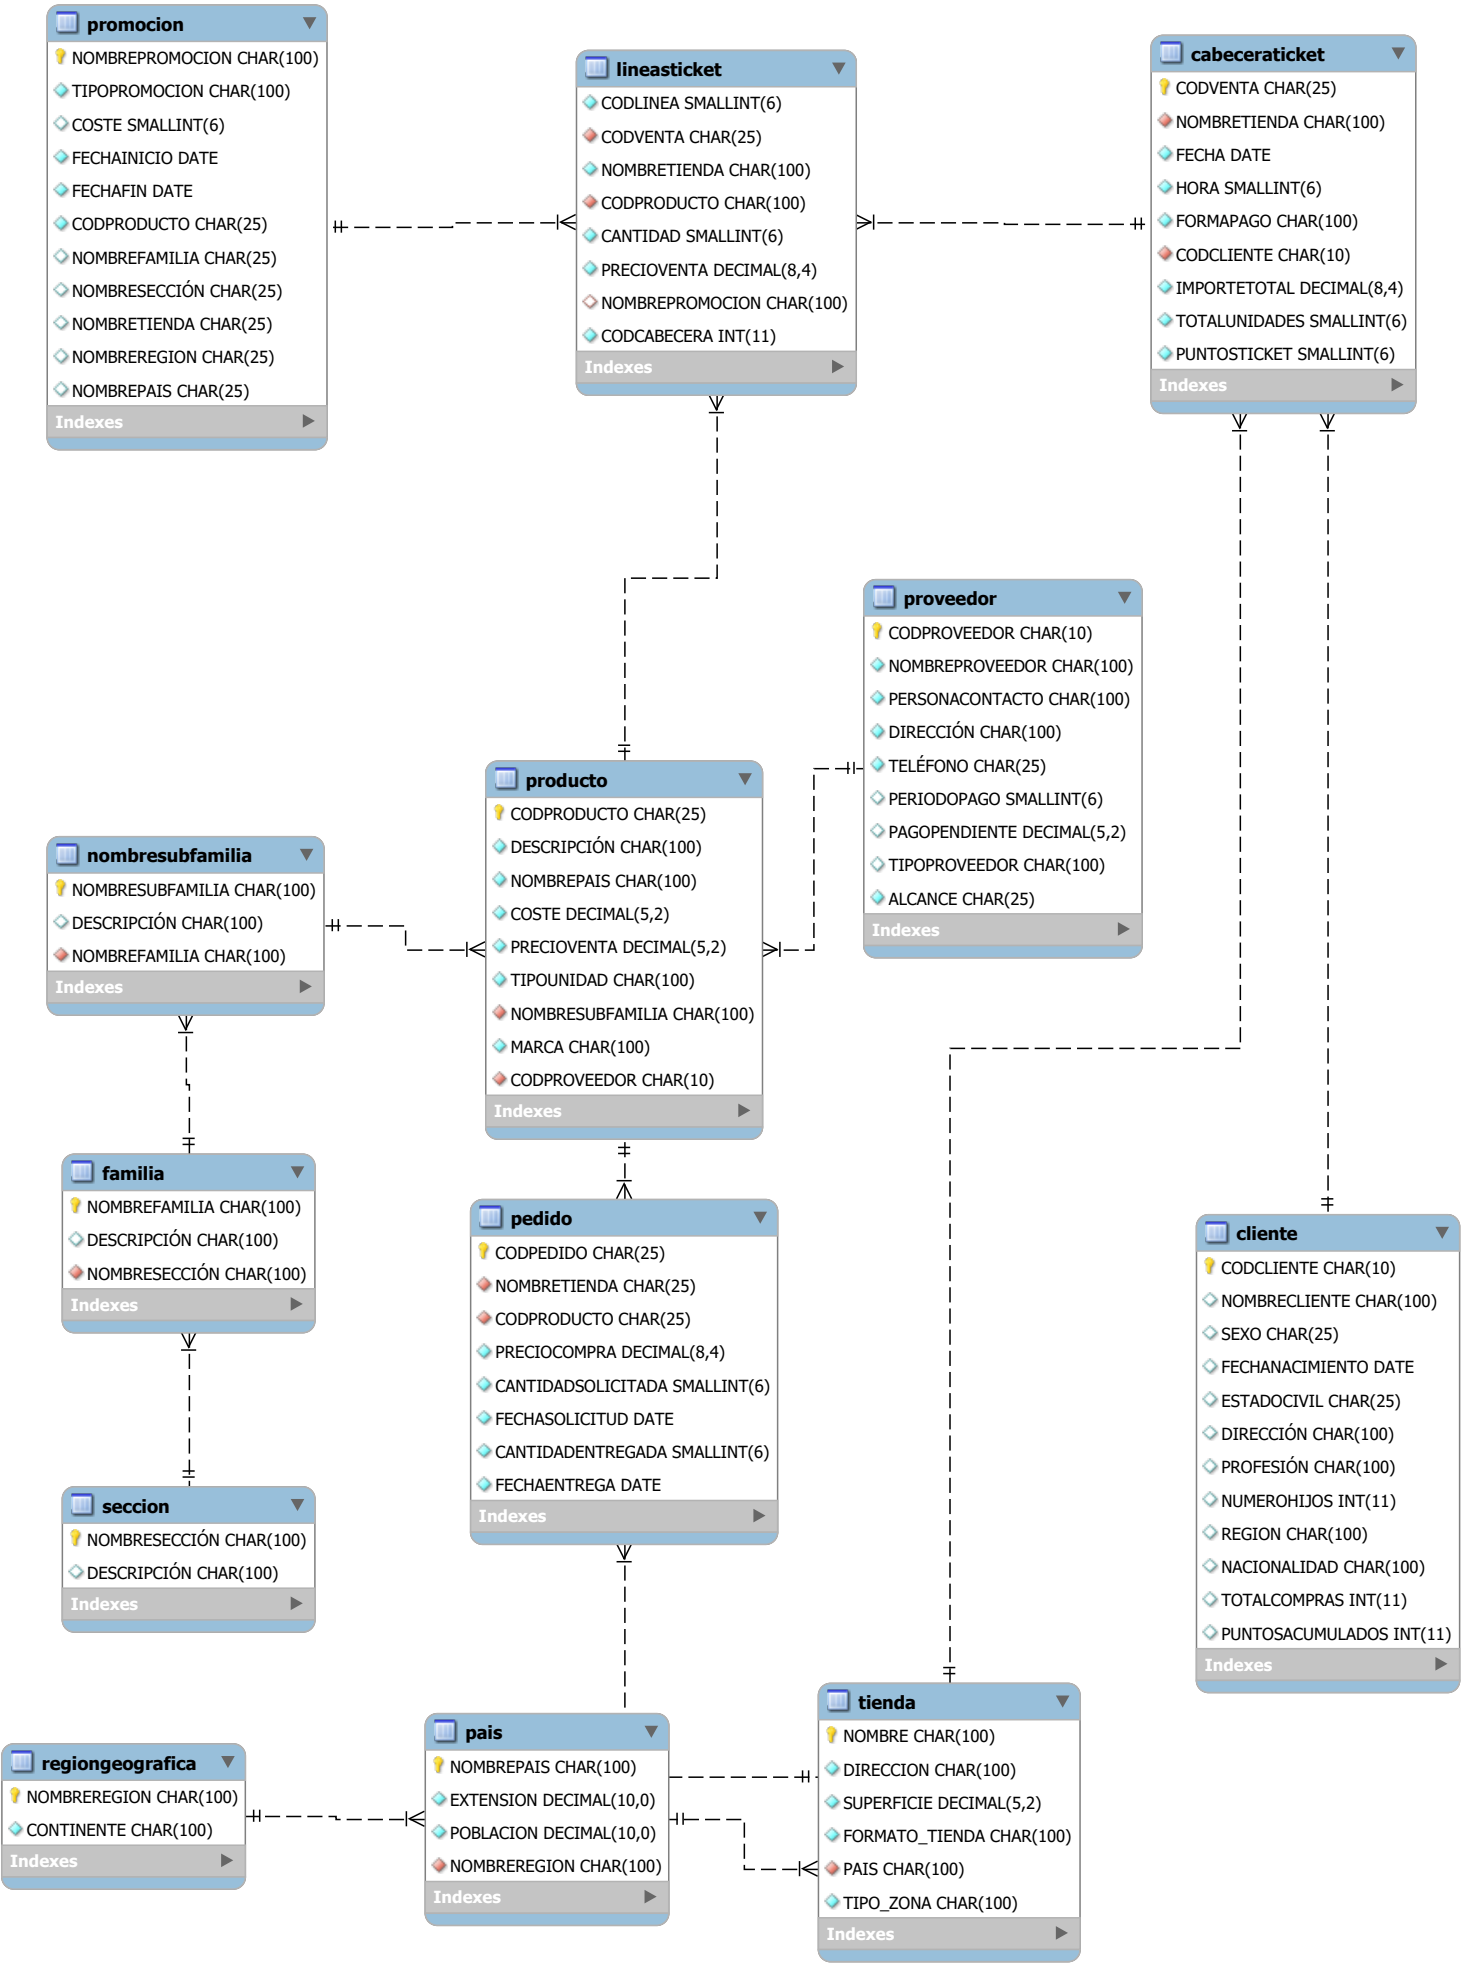 promocion
NOMBREPROMOCION CHAR(100)
TIPOPROMOCION CHAR(100)
COSTE SMALLINT(6)
FECHAINICIO DATE
FECHAFIN DATE
CODPRODUCTO CHAR(25)
NOMBREFAMILIA CHAR(25)
NOMBRESECCIÓN CHAR(25)
NOMBRETIENDA CHAR(25)
NOMBREREGION CHAR(25)
NOMBREPAIS CHAR(25)
Indexes
lineasticket
CODLINEA SMALLINT(6)
CODVENTA CHAR(25)
NOMBRETIENDA CHAR(100)
CODPRODUCTO CHAR(100)
CANTIDAD SMALLINT(6)
PRECIOVENTA DECIMAL(8,4)
NOMBREPROMOCION CHAR(100)
CODCABECERA INT(11)
Indexes
cabeceraticket
CODVENTA CHAR(25)
NOMBRETIENDA CHAR(100)
FECHA DATE
HORA SMALLINT(6)
FORMAPAGO CHAR(100)
CODCLIENTE CHAR(10)
IMPORTETOTAL DECIMAL(8,4)
TOTALUNIDADES SMALLINT(6)
PUNTOSTICKET SMALLINT(6)
Indexes
proveedor
CODPROVEEDOR CHAR(10)
NOMBREPROVEEDOR CHAR(100)
PERSONACONTACTO CHAR(100)
DIRECCIÓN CHAR(100)
TELÉFONO CHAR(25)
PERIODOPAGO SMALLINT(6)
PAGOPENDIENTE DECIMAL(5,2)
TIPOPROVEEDOR CHAR(100)
ALCANCE CHAR(25)
Indexes
producto
CODPRODUCTO CHAR(25)
DESCRIPCIÓN CHAR(100)
NOMBREPAIS CHAR(100)
COSTE DECIMAL(5,2)
PRECIOVENTA DECIMAL(5,2)
TIPOUNIDAD CHAR(100)
NOMBRESUBFAMILIA CHAR(100)
MARCA CHAR(100)
CODPROVEEDOR CHAR(10)
Indexes
nombresubfamilia
NOMBRESUBFAMILIA CHAR(100)
DESCRIPCIÓN CHAR(100)
NOMBREFAMILIA CHAR(100)
Indexes
familia
NOMBREFAMILIA CHAR(100)
DESCRIPCIÓN CHAR(100)
NOMBRESECCIÓN CHAR(100)
Indexes
pedido
CODPEDIDO CHAR(25)
NOMBRETIENDA CHAR(25)
CODPRODUCTO CHAR(25)
PRECIOCOMPRA DECIMAL(8,4)
CANTIDADSOLICITADA SMALLINT(6)
FECHASOLICITUD DATE
CANTIDADENTREGADA SMALLINT(6)
FECHAENTREGA DATE
Indexes
cliente
CODCLIENTE CHAR(10)
NOMBRECLIENTE CHAR(100)
SEXO CHAR(25)
FECHANACIMIENTO DATE
ESTADOCIVIL CHAR(25)
DIRECCIÓN CHAR(100)
PROFESIÓN CHAR(100)
NUMEROHIJOS INT(11)
REGION CHAR(100)
NACIONALIDAD CHAR(100)
TOTALCOMPRAS INT(11)
PUNTOSACUMULADOS INT(11)
Indexes
seccion
NOMBRESECCIÓN CHAR(100)
DESCRIPCIÓN CHAR(100)
Indexes
regiongeografica
NOMBREREGION CHAR(100)
CONTINENTE CHAR(100)
Indexes
pais
NOMBREPAIS CHAR(100)
EXTENSION DECIMAL(10,0)
POBLACION DECIMAL(10,0)
NOMBREREGION CHAR(100)
Indexes
tienda
NOMBRE CHAR(100)
DIRECCION CHAR(100)
SUPERFICIE DECIMAL(5,2)
FORMATO_TIENDA CHAR(100)
PAIS CHAR(100)
TIPO_ZONA CHAR(100)
Indexes